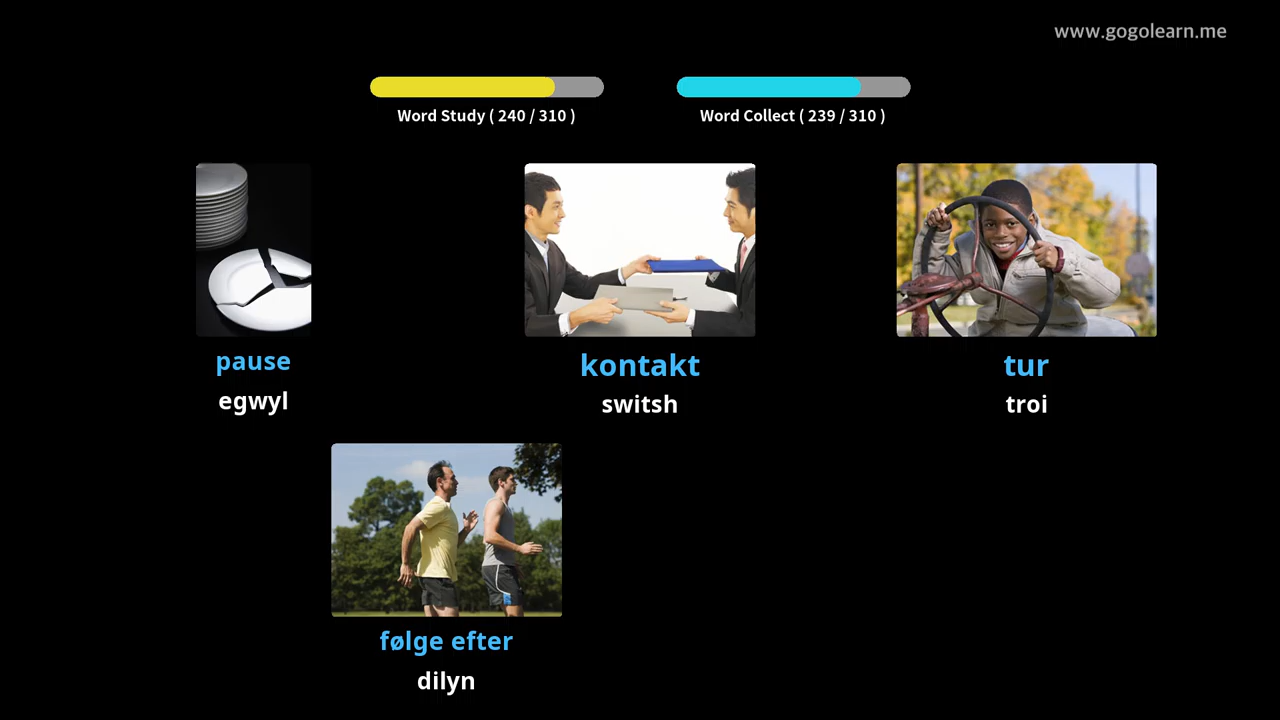 www.gogolearn.me
Word Study ( 240 / 310 )
Word Collect ( 239 / 310 )
pause
egwyl
kontakt
switsh
tur
troi
følge efter
dilyn